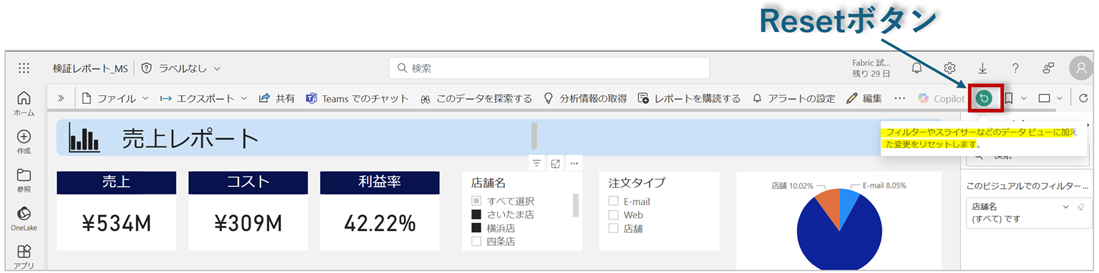 Resetボタン
検証レポート_MS
ラベルなし
検索
Fabric 試...
残り 29 日
ファイル
エクスポート
共有
Teams でのチャット
このデータを探索する
分析情報の取得
レポートを購読する
アラートの設定
編集
Copilot
フィルターやスライサーなどのデータ ビューに加え
た変更をリセットします。
ホーム
作成
参照
OneLake
アプリ
売上レポート
売上
¥534M
コスト
¥309M
利益率
42.22%
店舗名
すべて選択
さいたま店
横浜店
四条店
注文タイプ
E-mail
Web
店舗
店舗 10.02%
E-mail 8.05%
検索
このビジュアルでのフィルター...
店舗名
(すべて) です